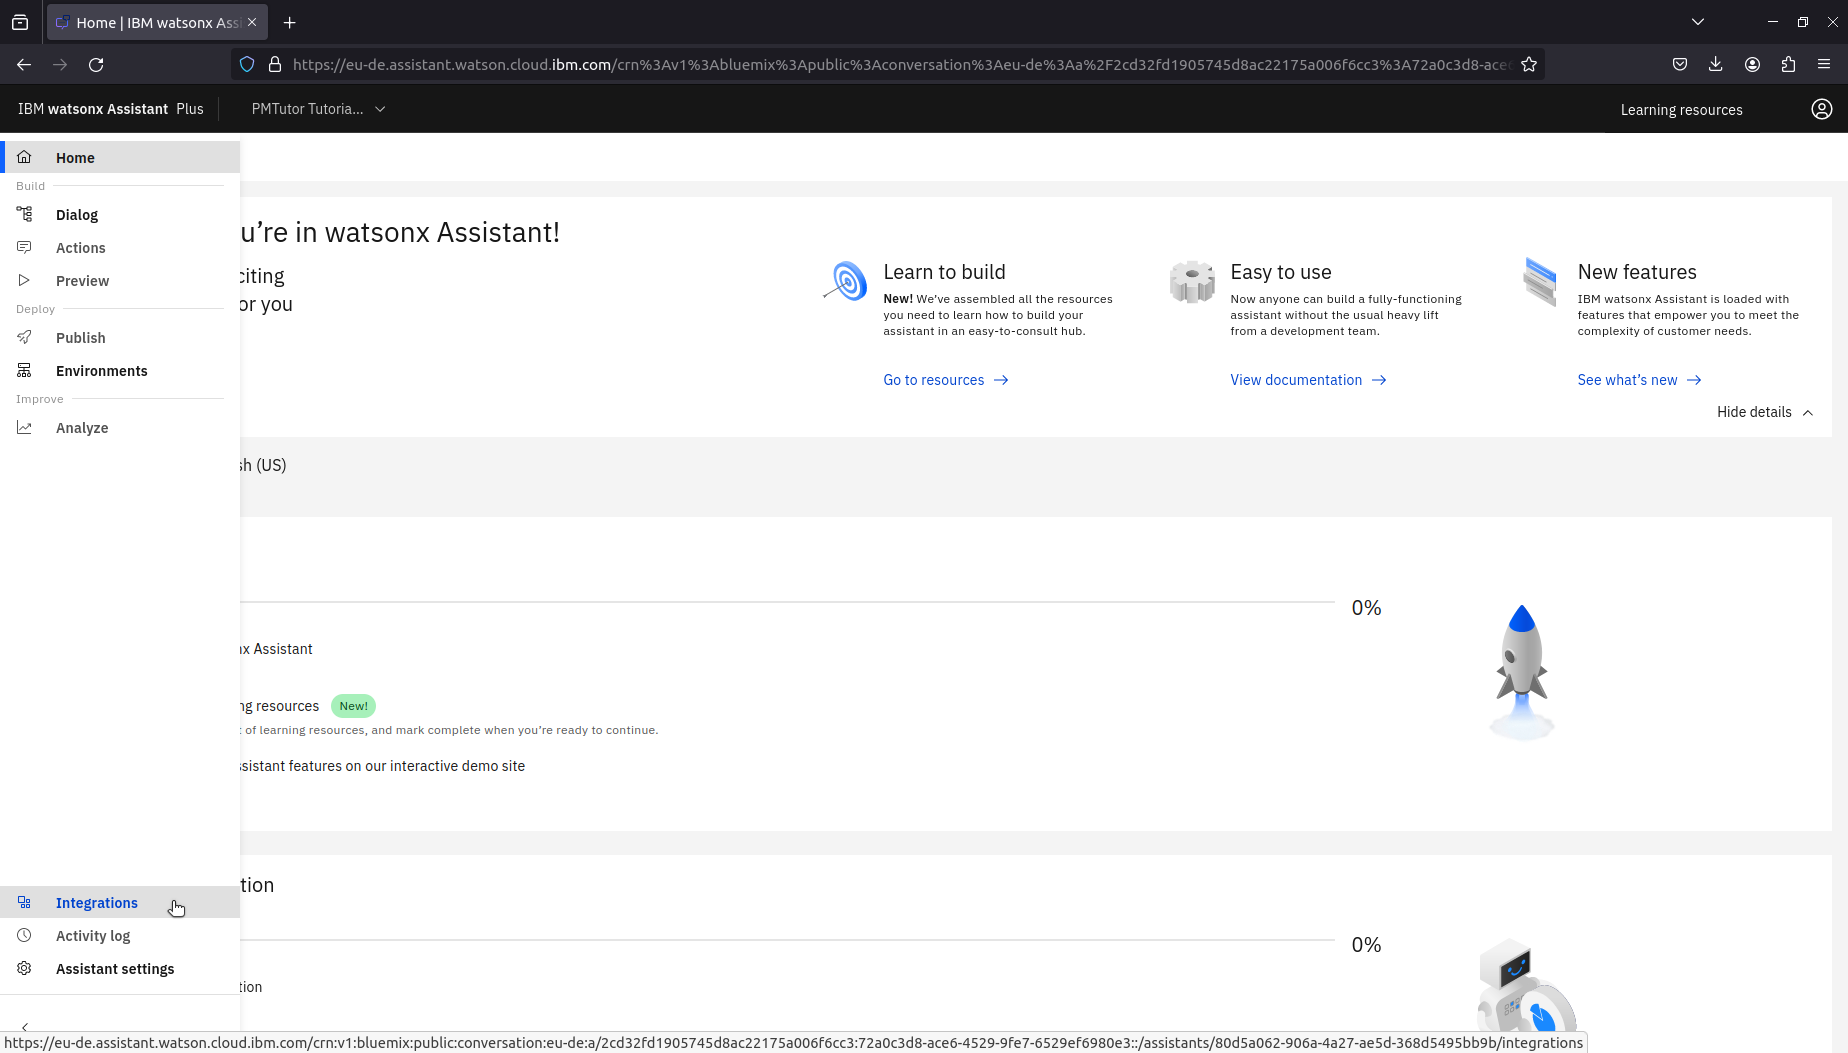 Home | IBM watsonx Assi
https://eu-de.assistant.watson.cloud.ibm.com/crn%3Av1%3Abluemix%3Apublic%3Aconversation%3Aeu-de%3Aa%2F2cd32fd1905745d8ac22175a006f6cc3%3A72a0c3d8-ace6
IBM watsonx Assistant Plus
PMTutor Tutoria...
Learning resources
Home
Build
Dialog
Actions
Preview
Deploy
Publish
Environments
Improve
Analyze
Integrations
Activity log
Assistant settings
u’re in watsonx Assistant!
citing
or you
Learn to build
New! We’ve assembled all the resources
you need to learn how to build your
assistant in an easy-to-consult hub.
Go to resources
Easy to use
Now anyone can build a fully-functioning
assistant without the usual heavy lift
from a development team.
View documentation
New features
IBM watsonx Assistant is loaded with
features that empower you to meet the
complexity of customer needs.
See what’s new
Hide details
sh (US)
0%
nx Assistant
ng resources New!
t of learning resources, and mark complete when you’re ready to continue.
ssistant features on our interactive demo site
tion
0%
tion
https://eu-de.assistant.watson.cloud.ibm.com/crn:v1:bluemix:public:conversation:eu-de:a/2cd32fd1905745d8ac22175a006f6cc3:72a0c3d8-ace6-4529-9fe7-6529ef6980e3::/assistants/80d5a062-906a-4a27-ae5d-368d5495bb9b/integrations